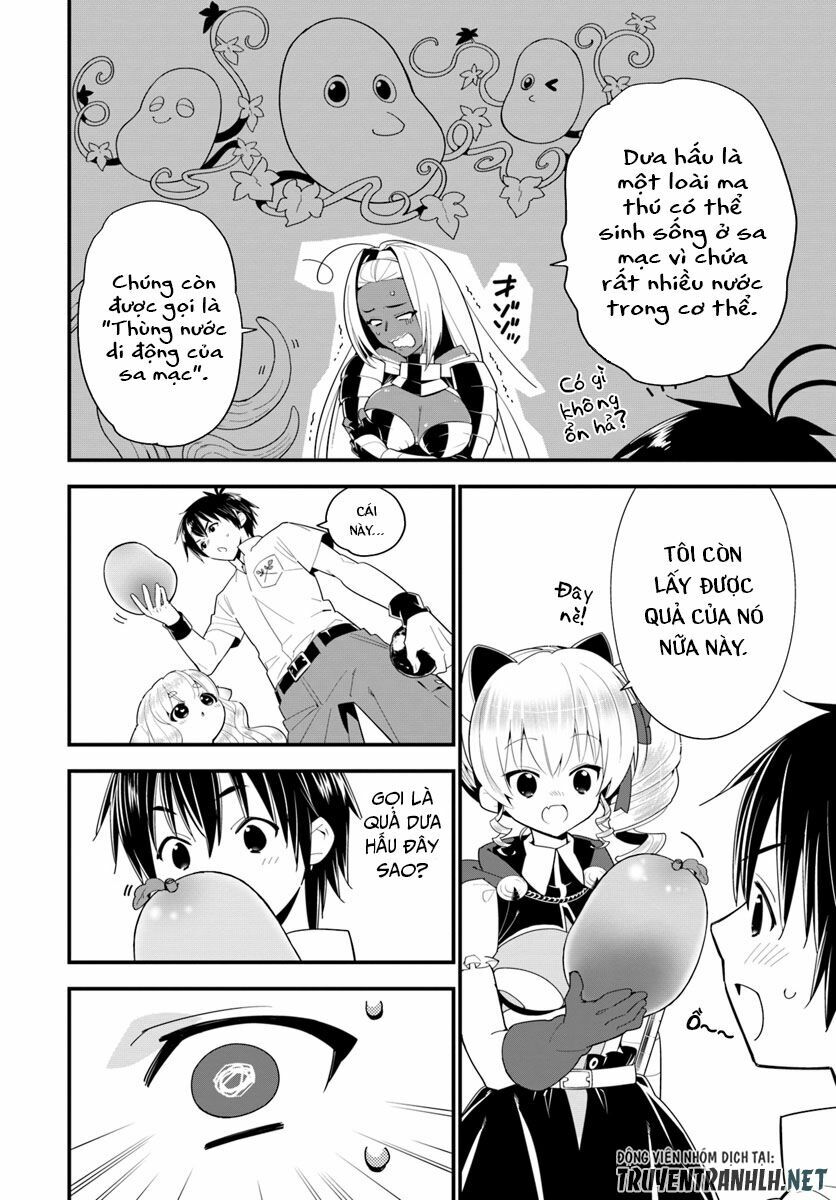 Dưa hấu là
một loài ma
thú có thể
sinh sống ở sa
mạc vì chứa
rất nhiều nước
trong cơ thể.
Chúng còn
được gọi là
"Thùng nước
di động của
sa mạc".
ゾゾゾッ
Có gì
không
ổn hả?
TÔI CÒN
LẤY ĐƯỢC
QUẢ CỦA NÓ
NỮA NÀY.
Đây
nè!
Ồ~~
CÁI
NÀY...
GỌI LÀ
QUẢ DƯA
HẤU ĐÂY
SAO?
ĐỘNG VIÊN NHÓM DỊCH TẠI:
TRUYENTRANHLH.NET